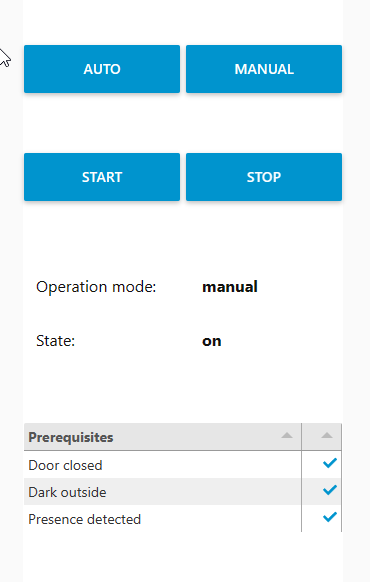 AUTO MANUAL
START STOP
Operation mode: manual
State: on
Prerequisites
Door closed
Dark outside
Presence detected